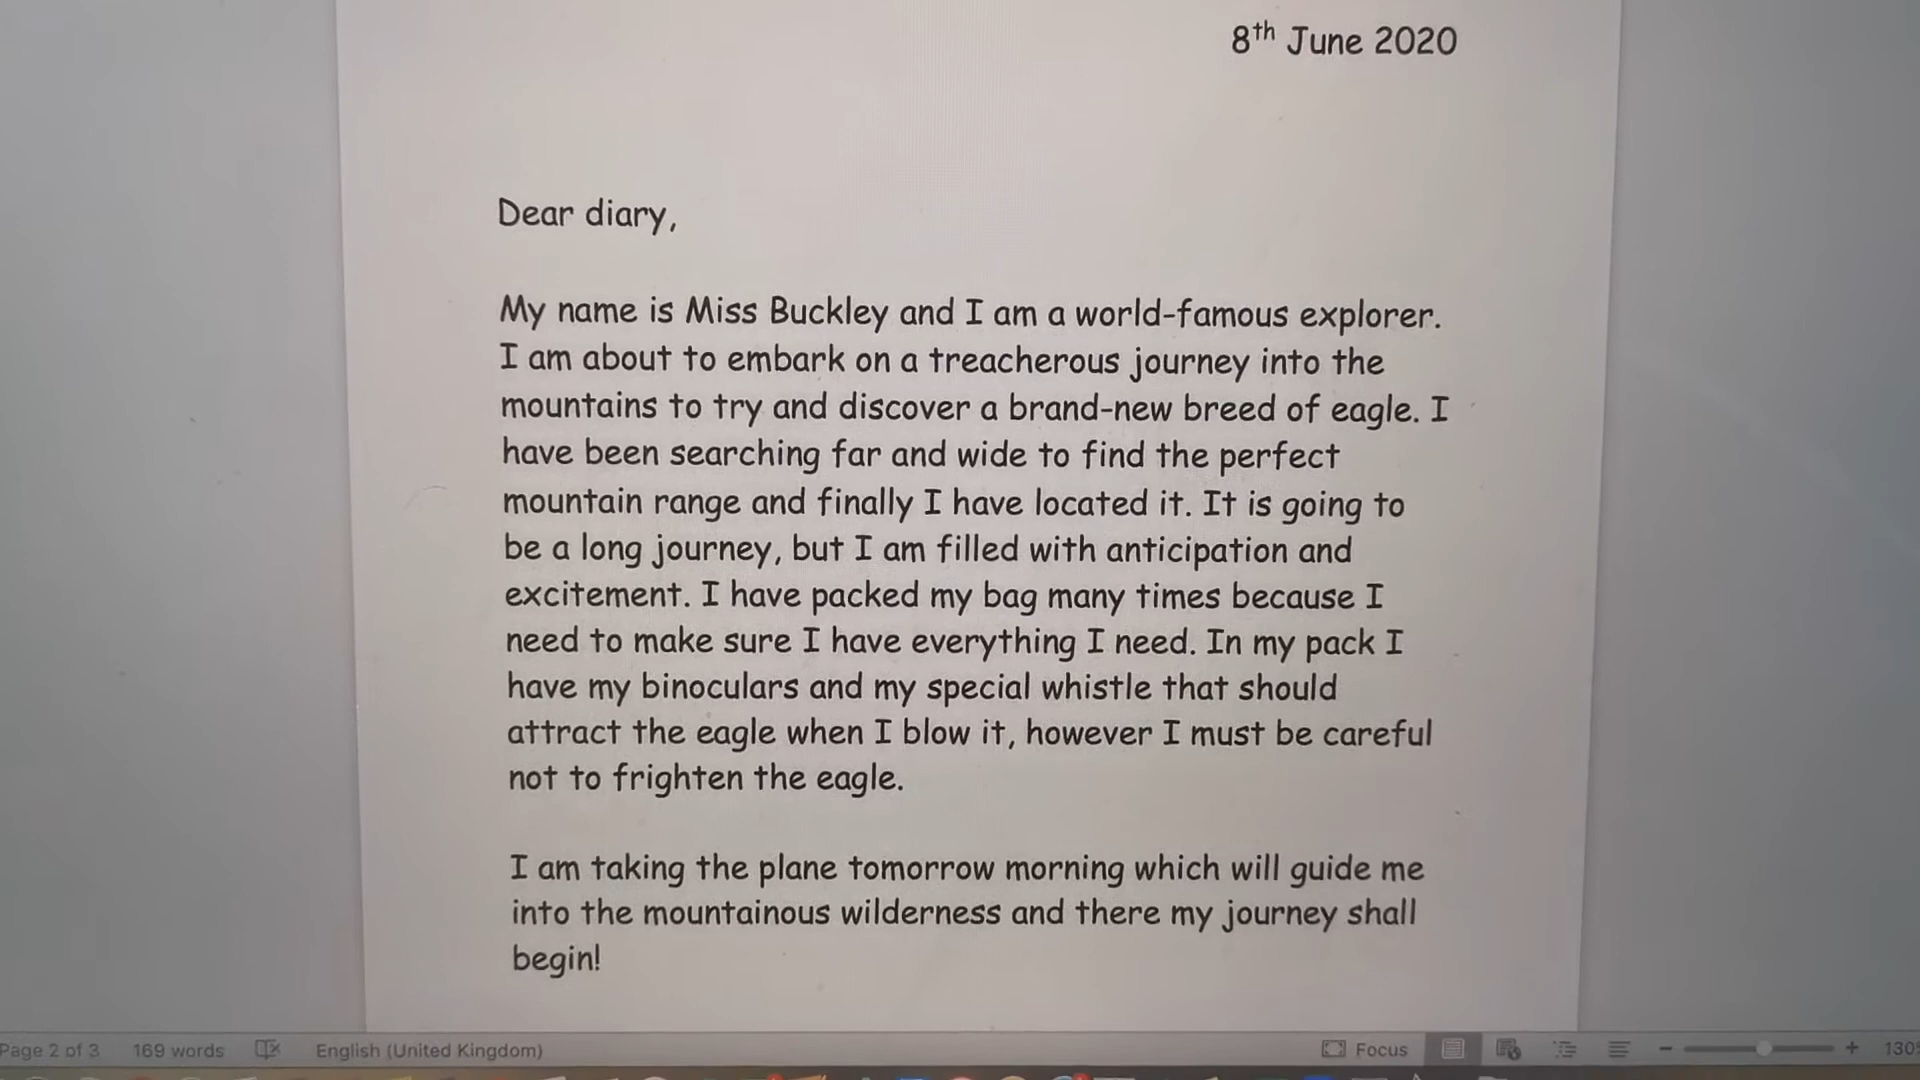 8th June 2020
Dear diary,
My name is Miss Buckley and I am a world-famous explorer.
I am about to embark on a treacherous journey into the
mountains to try and discover a brand-new breed of eagle. I
have been searching far and wide to find the perfect
mountain range and finally I have located it. It is going to
be a long journey, but I am filled with anticipation and
excitement. I have packed my bag many times because I
need to make sure I have everything I need. In my pack I
have my binoculars and my special whistle that should
attract the eagle when I blow it, however I must be careful
not to frighten the eagle.
I am taking the plane tomorrow morning which will guide me
into the mountainous wilderness and there my journey shall
begin!
Page 2 of 3 169 words English (United Kingdom) Focus 130%